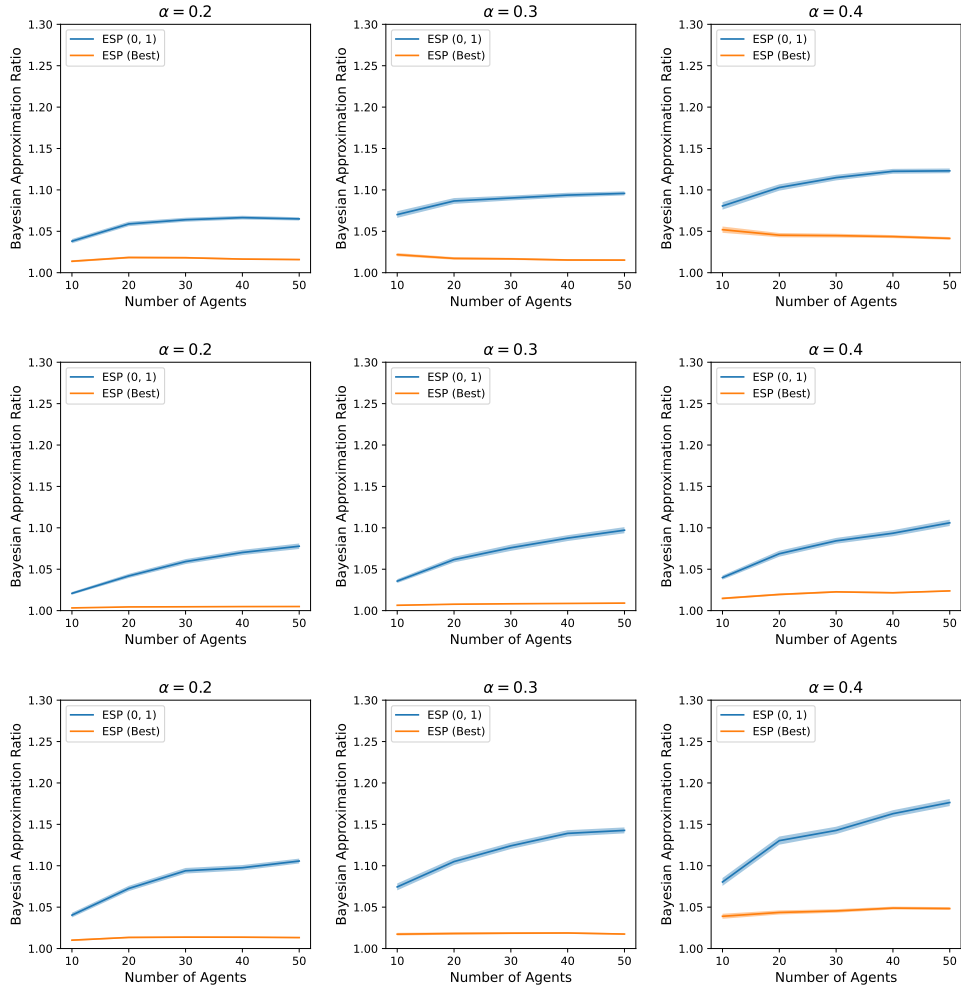 α = 0.2
Bayesian Approximation Ratio
1.30
1.25
1.20
1.15
1.10
1.05
1.00
ESP (0, 1)
ESP (Best)
10 20 30 40 50
Number of Agents
α = 0.3
Bayesian Approximation Ratio
1.30
1.25
1.20
1.15
1.10
1.05
1.00
ESP (0, 1)
ESP (Best)
10 20 30 40 50
Number of Agents
α = 0.4
Bayesian Approximation Ratio
1.30
1.25
1.20
1.15
1.10
1.05
1.00
ESP (0, 1)
ESP (Best)
10 20 30 40 50
Number of Agents
α = 0.2
Bayesian Approximation Ratio
1.30
1.25
1.20
1.15
1.10
1.05
1.00
ESP (0, 1)
ESP (Best)
10 20 30 40 50
Number of Agents
α = 0.3
Bayesian Approximation Ratio
1.30
1.25
1.20
1.15
1.10
1.05
1.00
ESP (0, 1)
ESP (Best)
10 20 30 40 50
Number of Agents
α = 0.4
Bayesian Approximation Ratio
1.30
1.25
1.20
1.15
1.10
1.05
1.00
ESP (0, 1)
ESP (Best)
10 20 30 40 50
Number of Agents
α = 0.2
Bayesian Approximation Ratio
1.30
1.25
1.20
1.15
1.10
1.05
1.00
ESP (0, 1)
ESP (Best)
10 20 30 40 50
Number of Agents
α = 0.3
Bayesian Approximation Ratio
1.30
1.25
1.20
1.15
1.10
1.05
1.00
ESP (0, 1)
ESP (Best)
10 20 30 40 50
Number of Agents
α = 0.4
Bayesian Approximation Ratio
1.30
1.25
1.20
1.15
1.10
1.05
1.00
ESP (0, 1)
ESP (Best)
10 20 30 40 50
Number of Agents